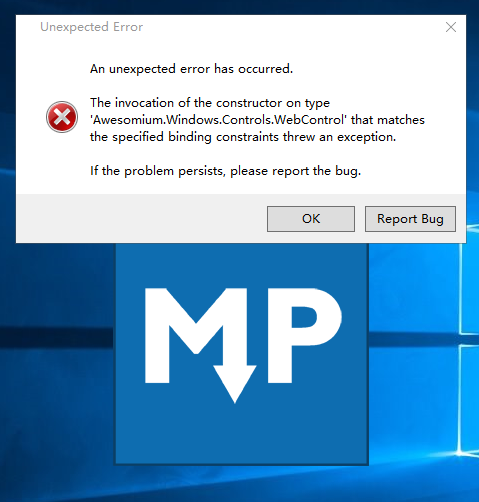 Unexpected Error
An unexpected error has occurred.
The invocation of the constructor on type
'Awesomium.Windows.Controls.WebControl' that matches
the specified binding constraints threw an exception.
If the problem persists, please report the bug.
OK
Report Bug
MP